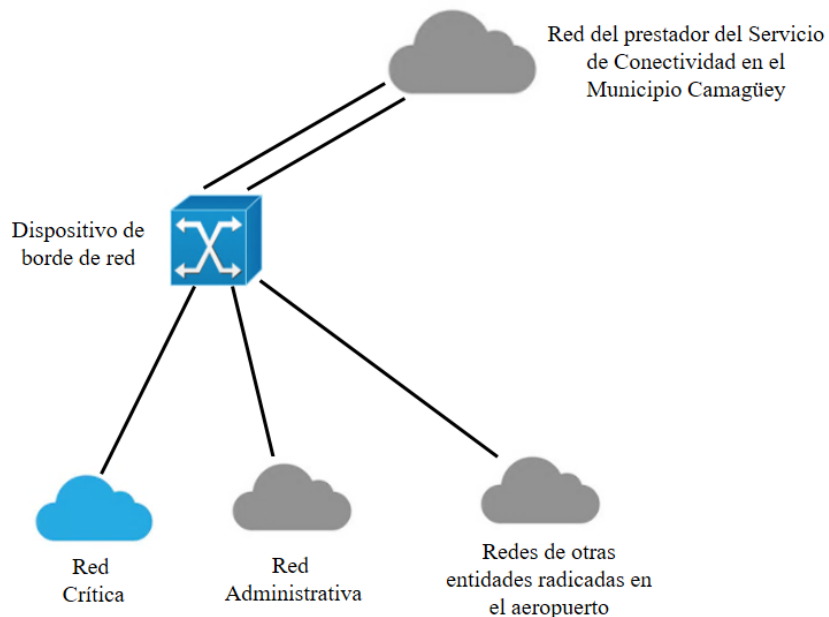 Red del prestador del Servicio
de Conectividad en el
Municipio Camagüey
Dispositivo de
borde de red
Red
Crítica
Red
Administrativa
Redes de otras
entidades radicadas en
el aeropuerto